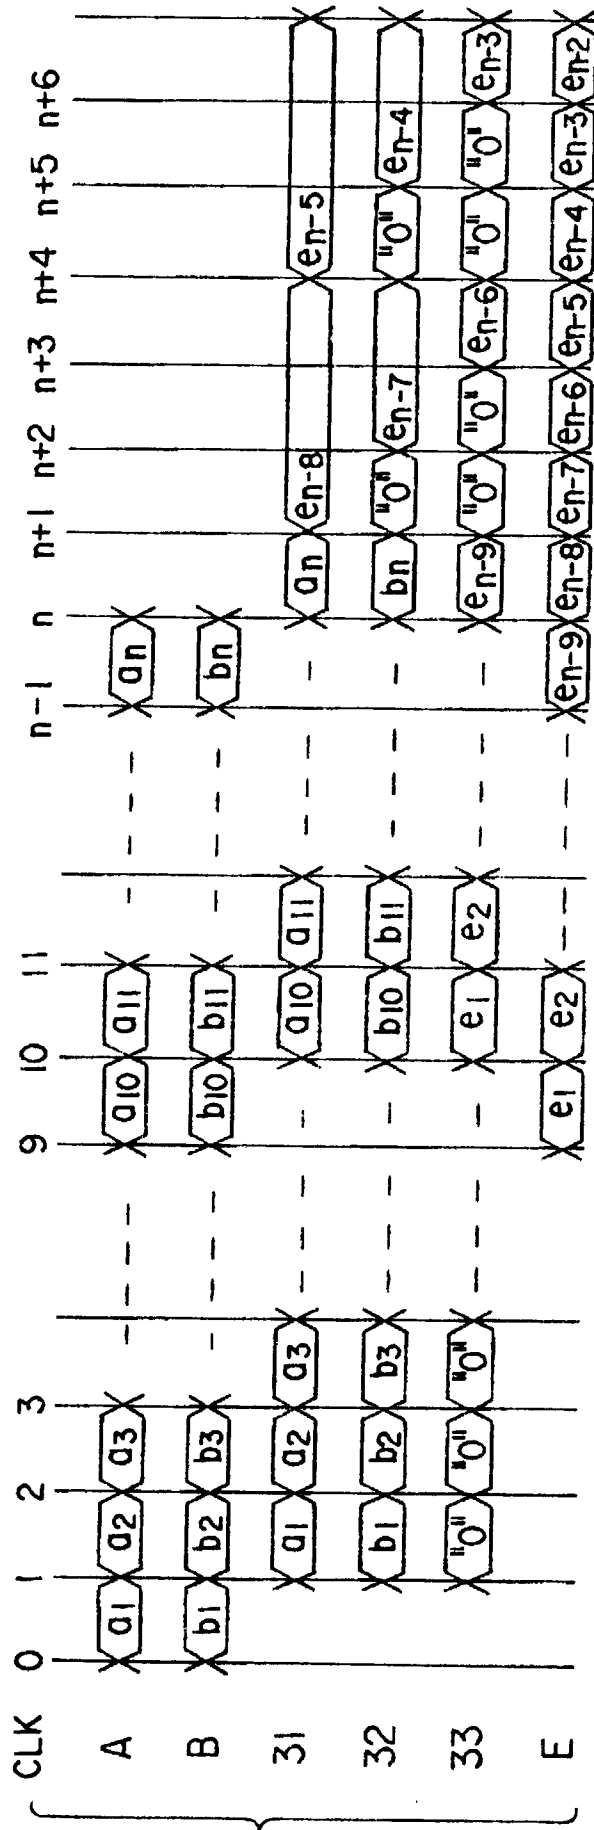 CLK 0 1 2 3 9 10 11 n-1 n n+1 n+2 n+3 n+4 n+5 n+6
A a1 a2 a3 a10 a11 an
B b1 b2 b3 b10 b11 bn
31 a1 a2 a3 a10 a11 an en-8 en-5
32 b1 b2 b3 b10 b11 bn "0" en-7 "0" en-4
33 "0" "0" "0" e1 e2 en-9 "0" "0" en-6 "0" "0" en-3
E e1 e2 en-9 en-8 en-7 en-6 en-5 en-4 en-3 en-2